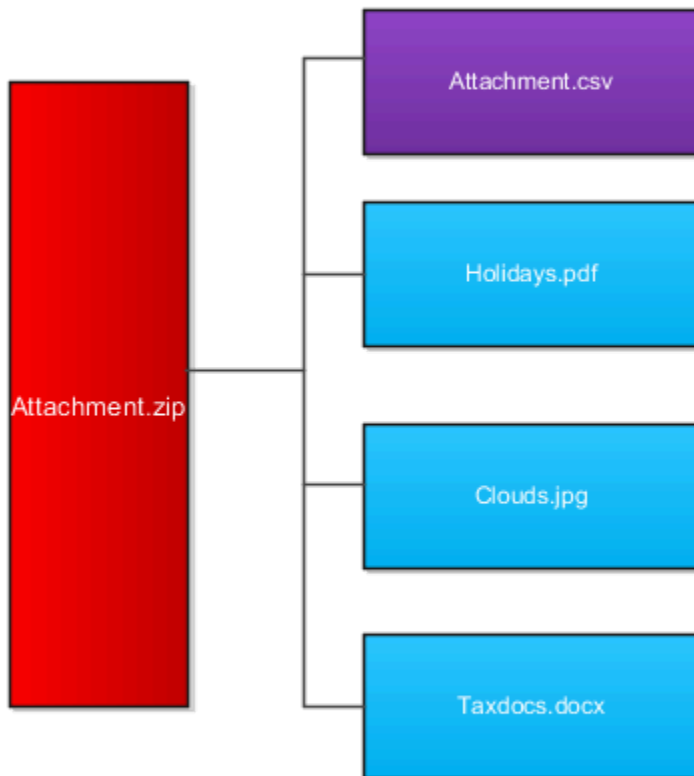 Attachment.zip
Attachment.csv
Holidays.pdf
Clouds.jpg
Taxdocs.docx